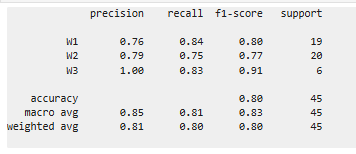 precision recall f1-score support
W1 0.76 0.84 0.80 19
W2 0.79 0.75 0.77 20
W3 1.00 0.83 0.91 6
accuracy 0.80 45
macro avg 0.85 0.81 0.83 45
weighted avg 0.81 0.80 0.80 45